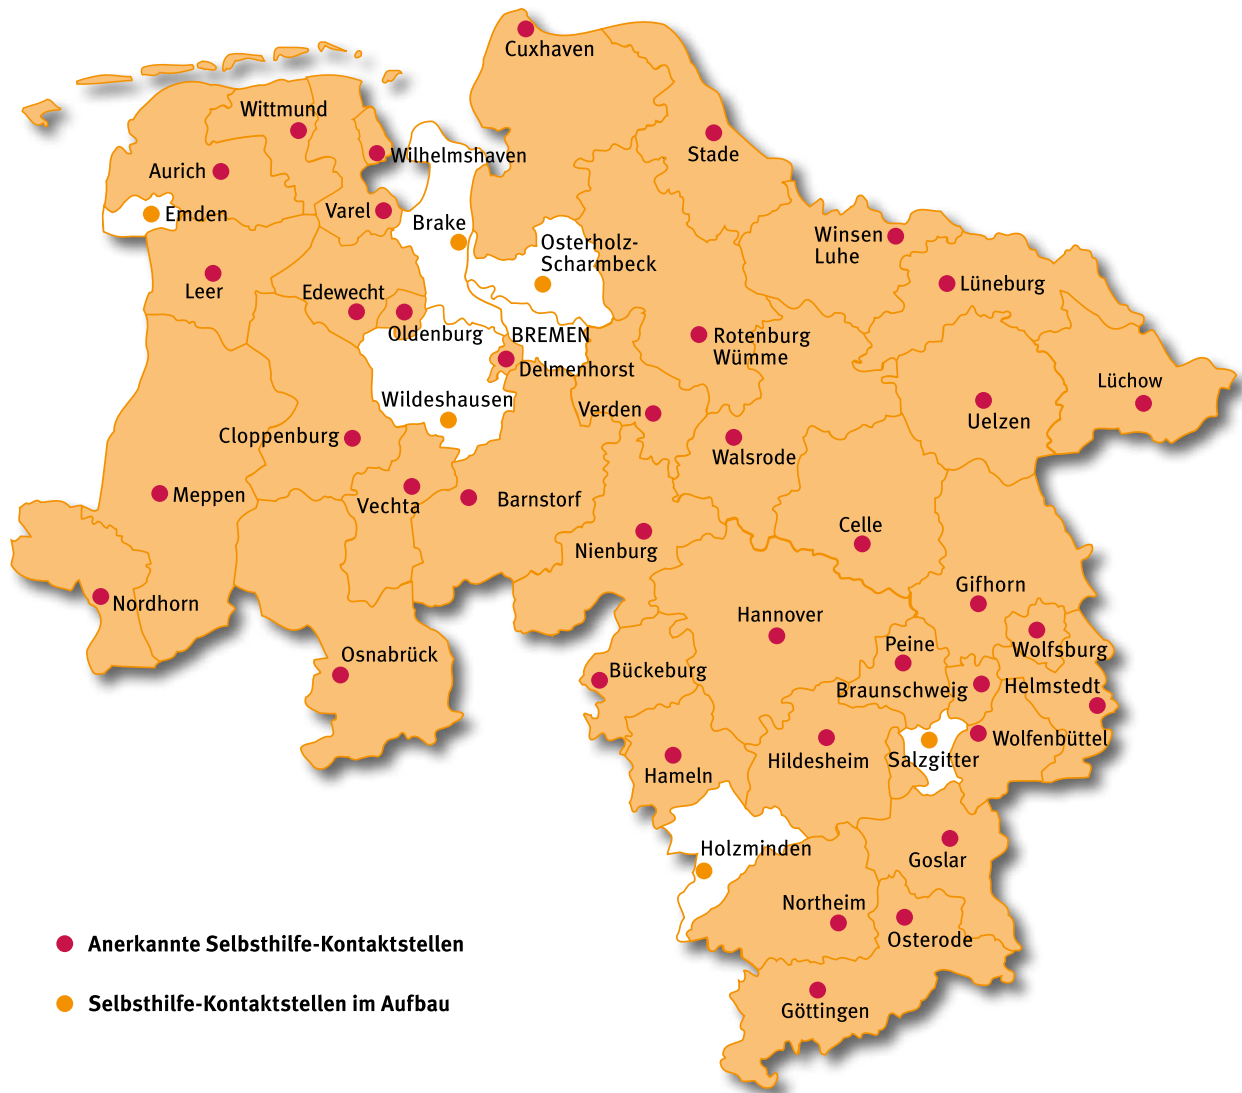 Cuxhaven
Wittmund
Stade
Wilhelmshaven
Aurich
Emden
Varel
Brake
Osterholz-
Scharmbeck
Winsen
Luhe
Lüneburg
Leer
Edewecht
Oldenburg
BREMEN
Rotenburg
Wümme
Delmenhorst
Lüchow
Wildeshausen
Verden
Uelzen
Cloppenburg
Walsrode
Meppen
Vechta
Barnstorf
Celle
Nienburg
Gifhorn
Nordhorn
Hannover
Peine
Wolfsburg
Osnabrück
Bückeburg
Braunschweig
Helmstedt
Wolfenbüttel
Hameln
Hildesheim
Salzgitter
Holzminden
Goslar
Northeim
Osterode
Göttingen
Anerkannte Selbsthilfe-Kontaktstellen
Selbsthilfe-Kontaktstellen im Aufbau